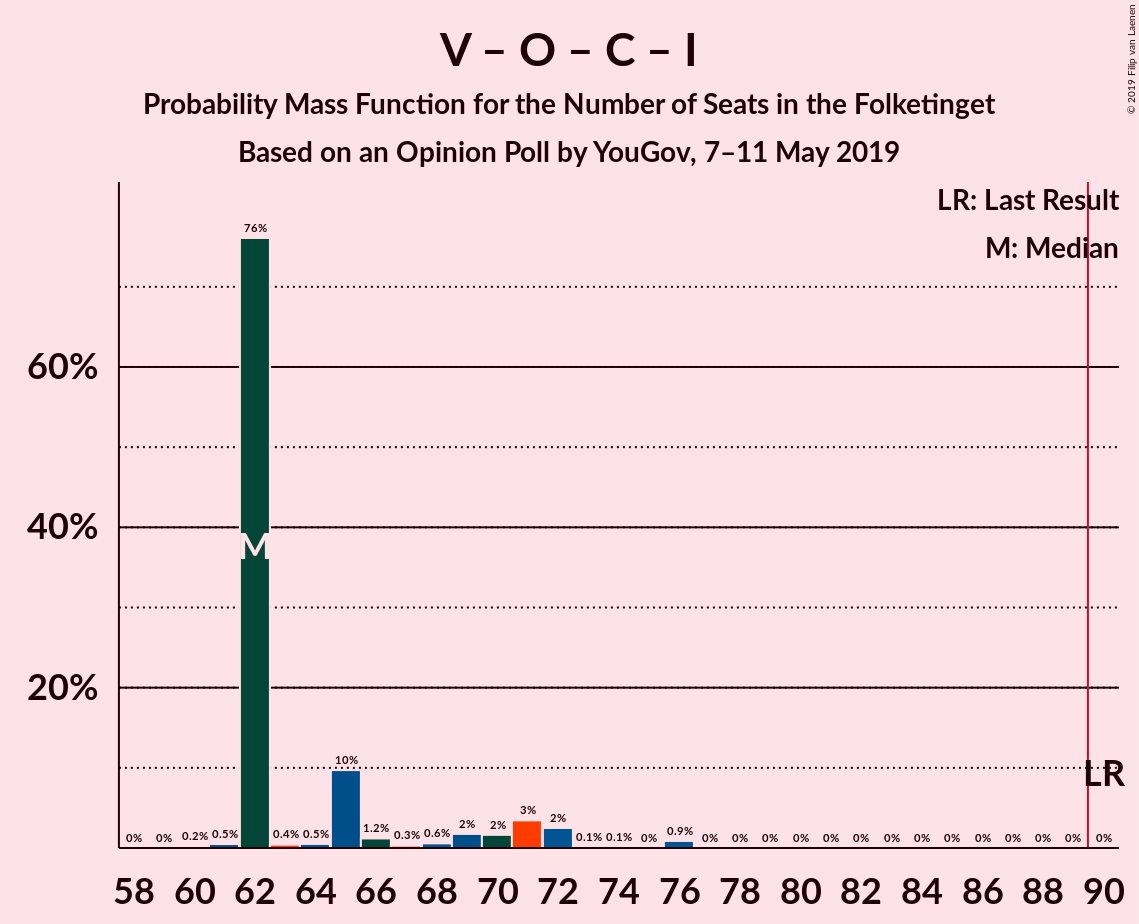 V – O – C – I
Probability Mass Function for the Number of Seats in the Folketinget
Based on an Opinion Poll by YouGov, 7–11 May 2019
© 2019 Filip van Laenen
LR: Last Result
M: Median
60%
40%
20%
0% 0% 0.2% 0.5% 76% 0.4% 0.5% 10% 1.2% 0.3% 0.6% 2% 2% 3% 2% 0.1% 0.1% 0% 0.9% 0% 0% 0% 0% 0% 0% 0% 0% 0% 0% 0% 0% 0% 0%
M
LR
58 60 62 64 66 68 70 72 74 76 78 80 82 84 86 88 90